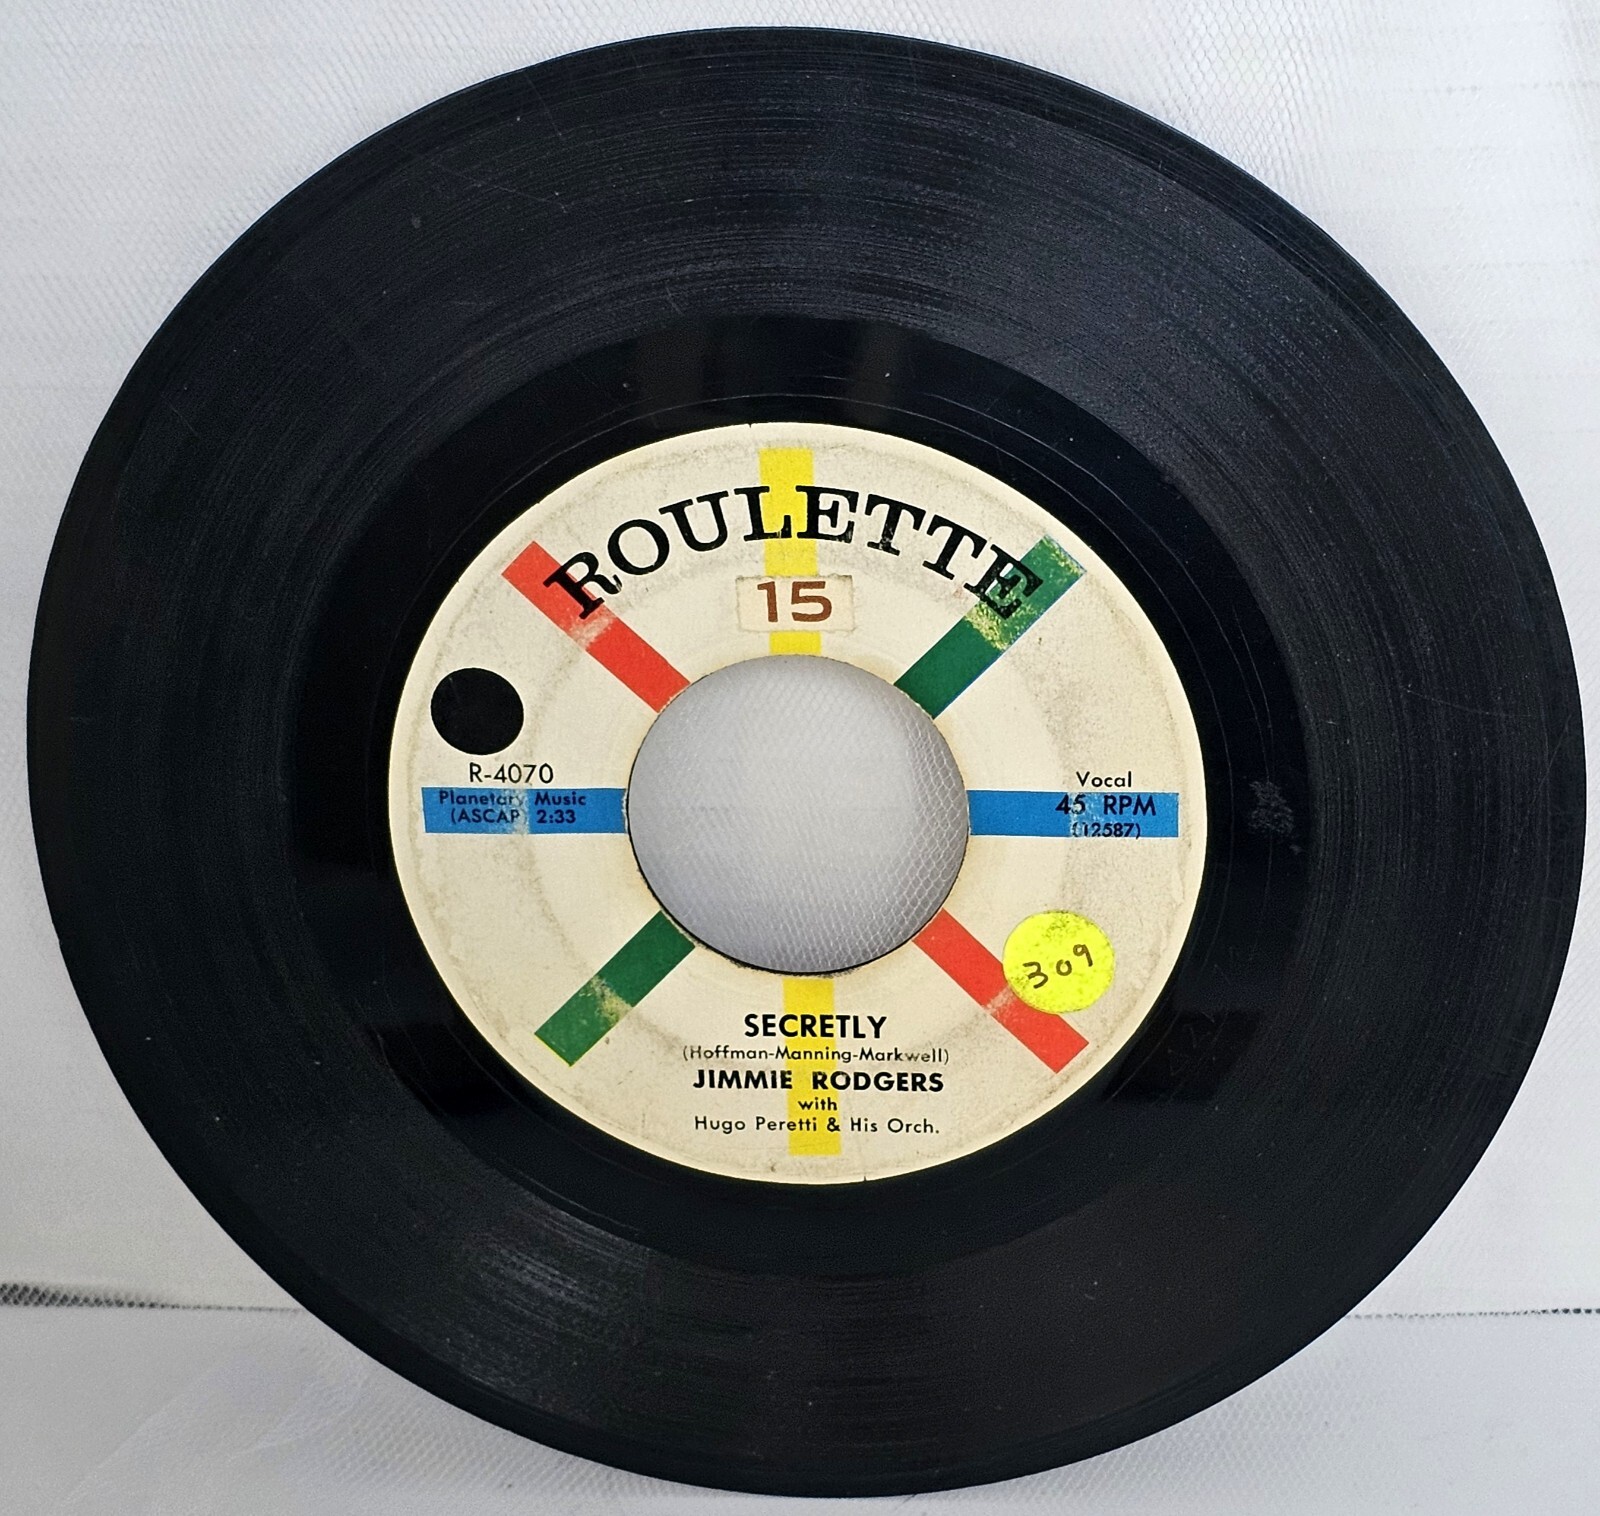 ROULETTE
15
R-4070
Planetary Music
(ASCAP) 2:33
Vocal
45 RPM
(12587)
309
SECRETLY
(Hoffman-Manning-Markwell)
JIMMIE RODGERS
with
Hugo Peretti & His Orch.